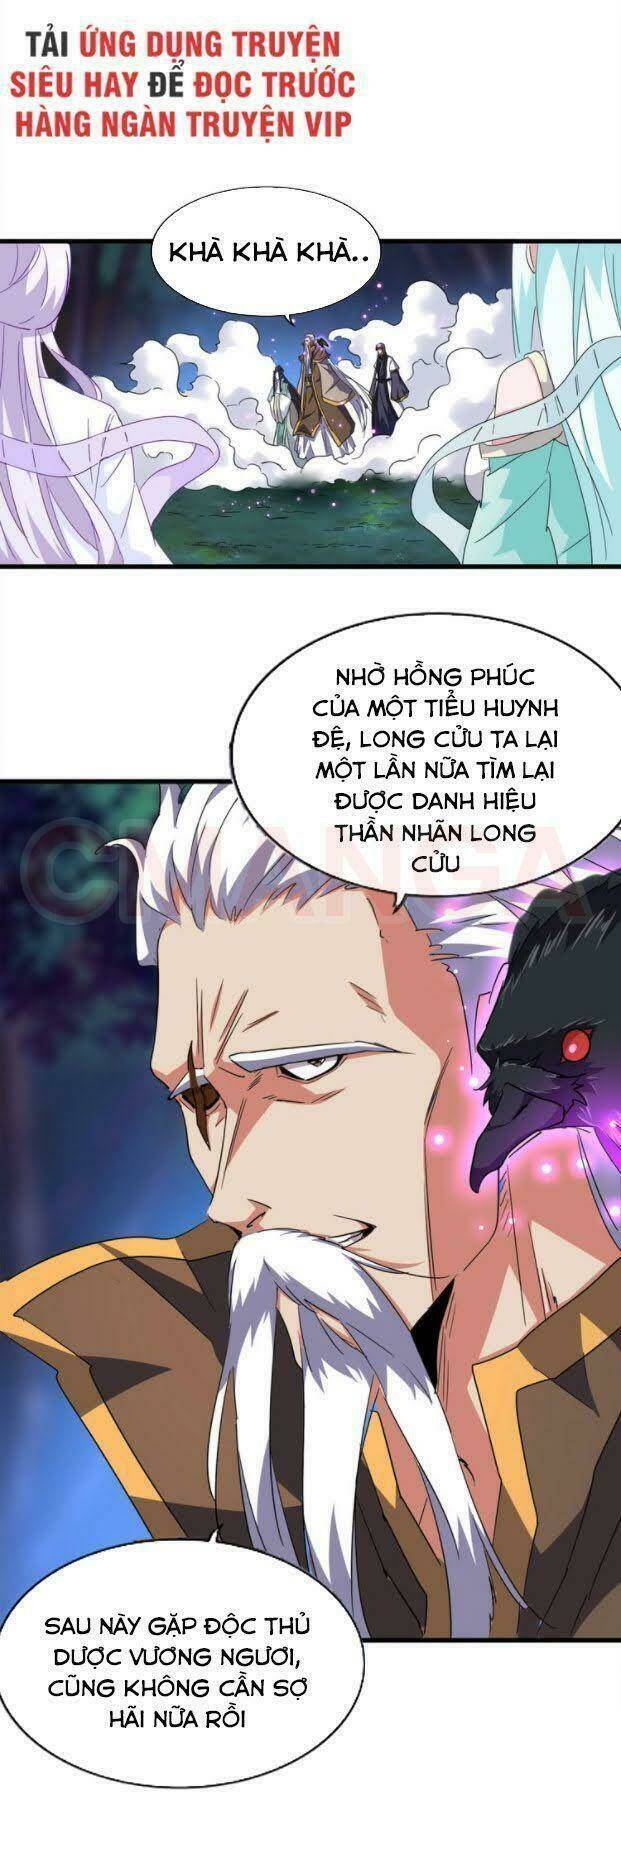 TẢI ỨNG DỤNG TRUYỆN
SIÊU HAY ĐỂ ĐỌC TRƯỚC
HÀNG NGÀN TRUYỆN VIP
KHÀ KHÀ KHÀ..
NHỜ HỒNG PHÚC
CỦA MỘT TIỂU HUYNH
ĐỆ, LONG CỬU TA LẠI
MỘT LẦN NỮA TÌM LẠI
ĐƯỢC DANH HIỆU
THẦN NHÃN LONG
CỬU
CMANGA
SAU NÀY GẶP ĐỘC THỦ
DƯỢC VƯƠNG NGƯƠI,
CŨNG KHÔNG CẦN SỢ
HÃI NỮA RỒI